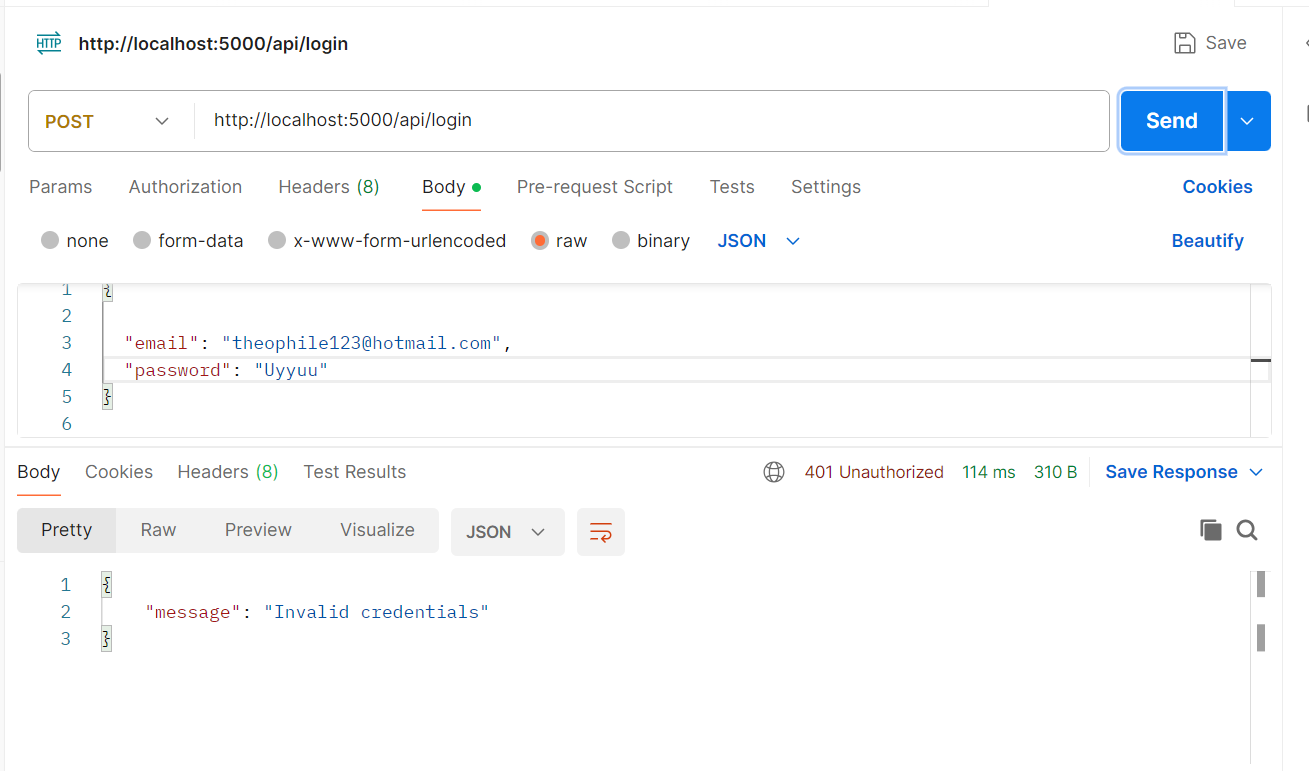 HTTP http://localhost:5000/api/login Save
POST http://localhost:5000/api/login Send
Params Authorization Headers (8) Body Pre-request Script Tests Settings Cookies
none form-data x-www-form-urlencoded raw binary JSON Beautify
1 {
2
3 "email": "theophile123@hotmail.com",
4 "password": "Uyyuu"
5 }
6
Body Cookies Headers (8) Test Results 401 Unauthorized 114 ms 310 B Save Response
Pretty Raw Preview Visualize JSON
1 {
2 "message": "Invalid credentials"
3 }